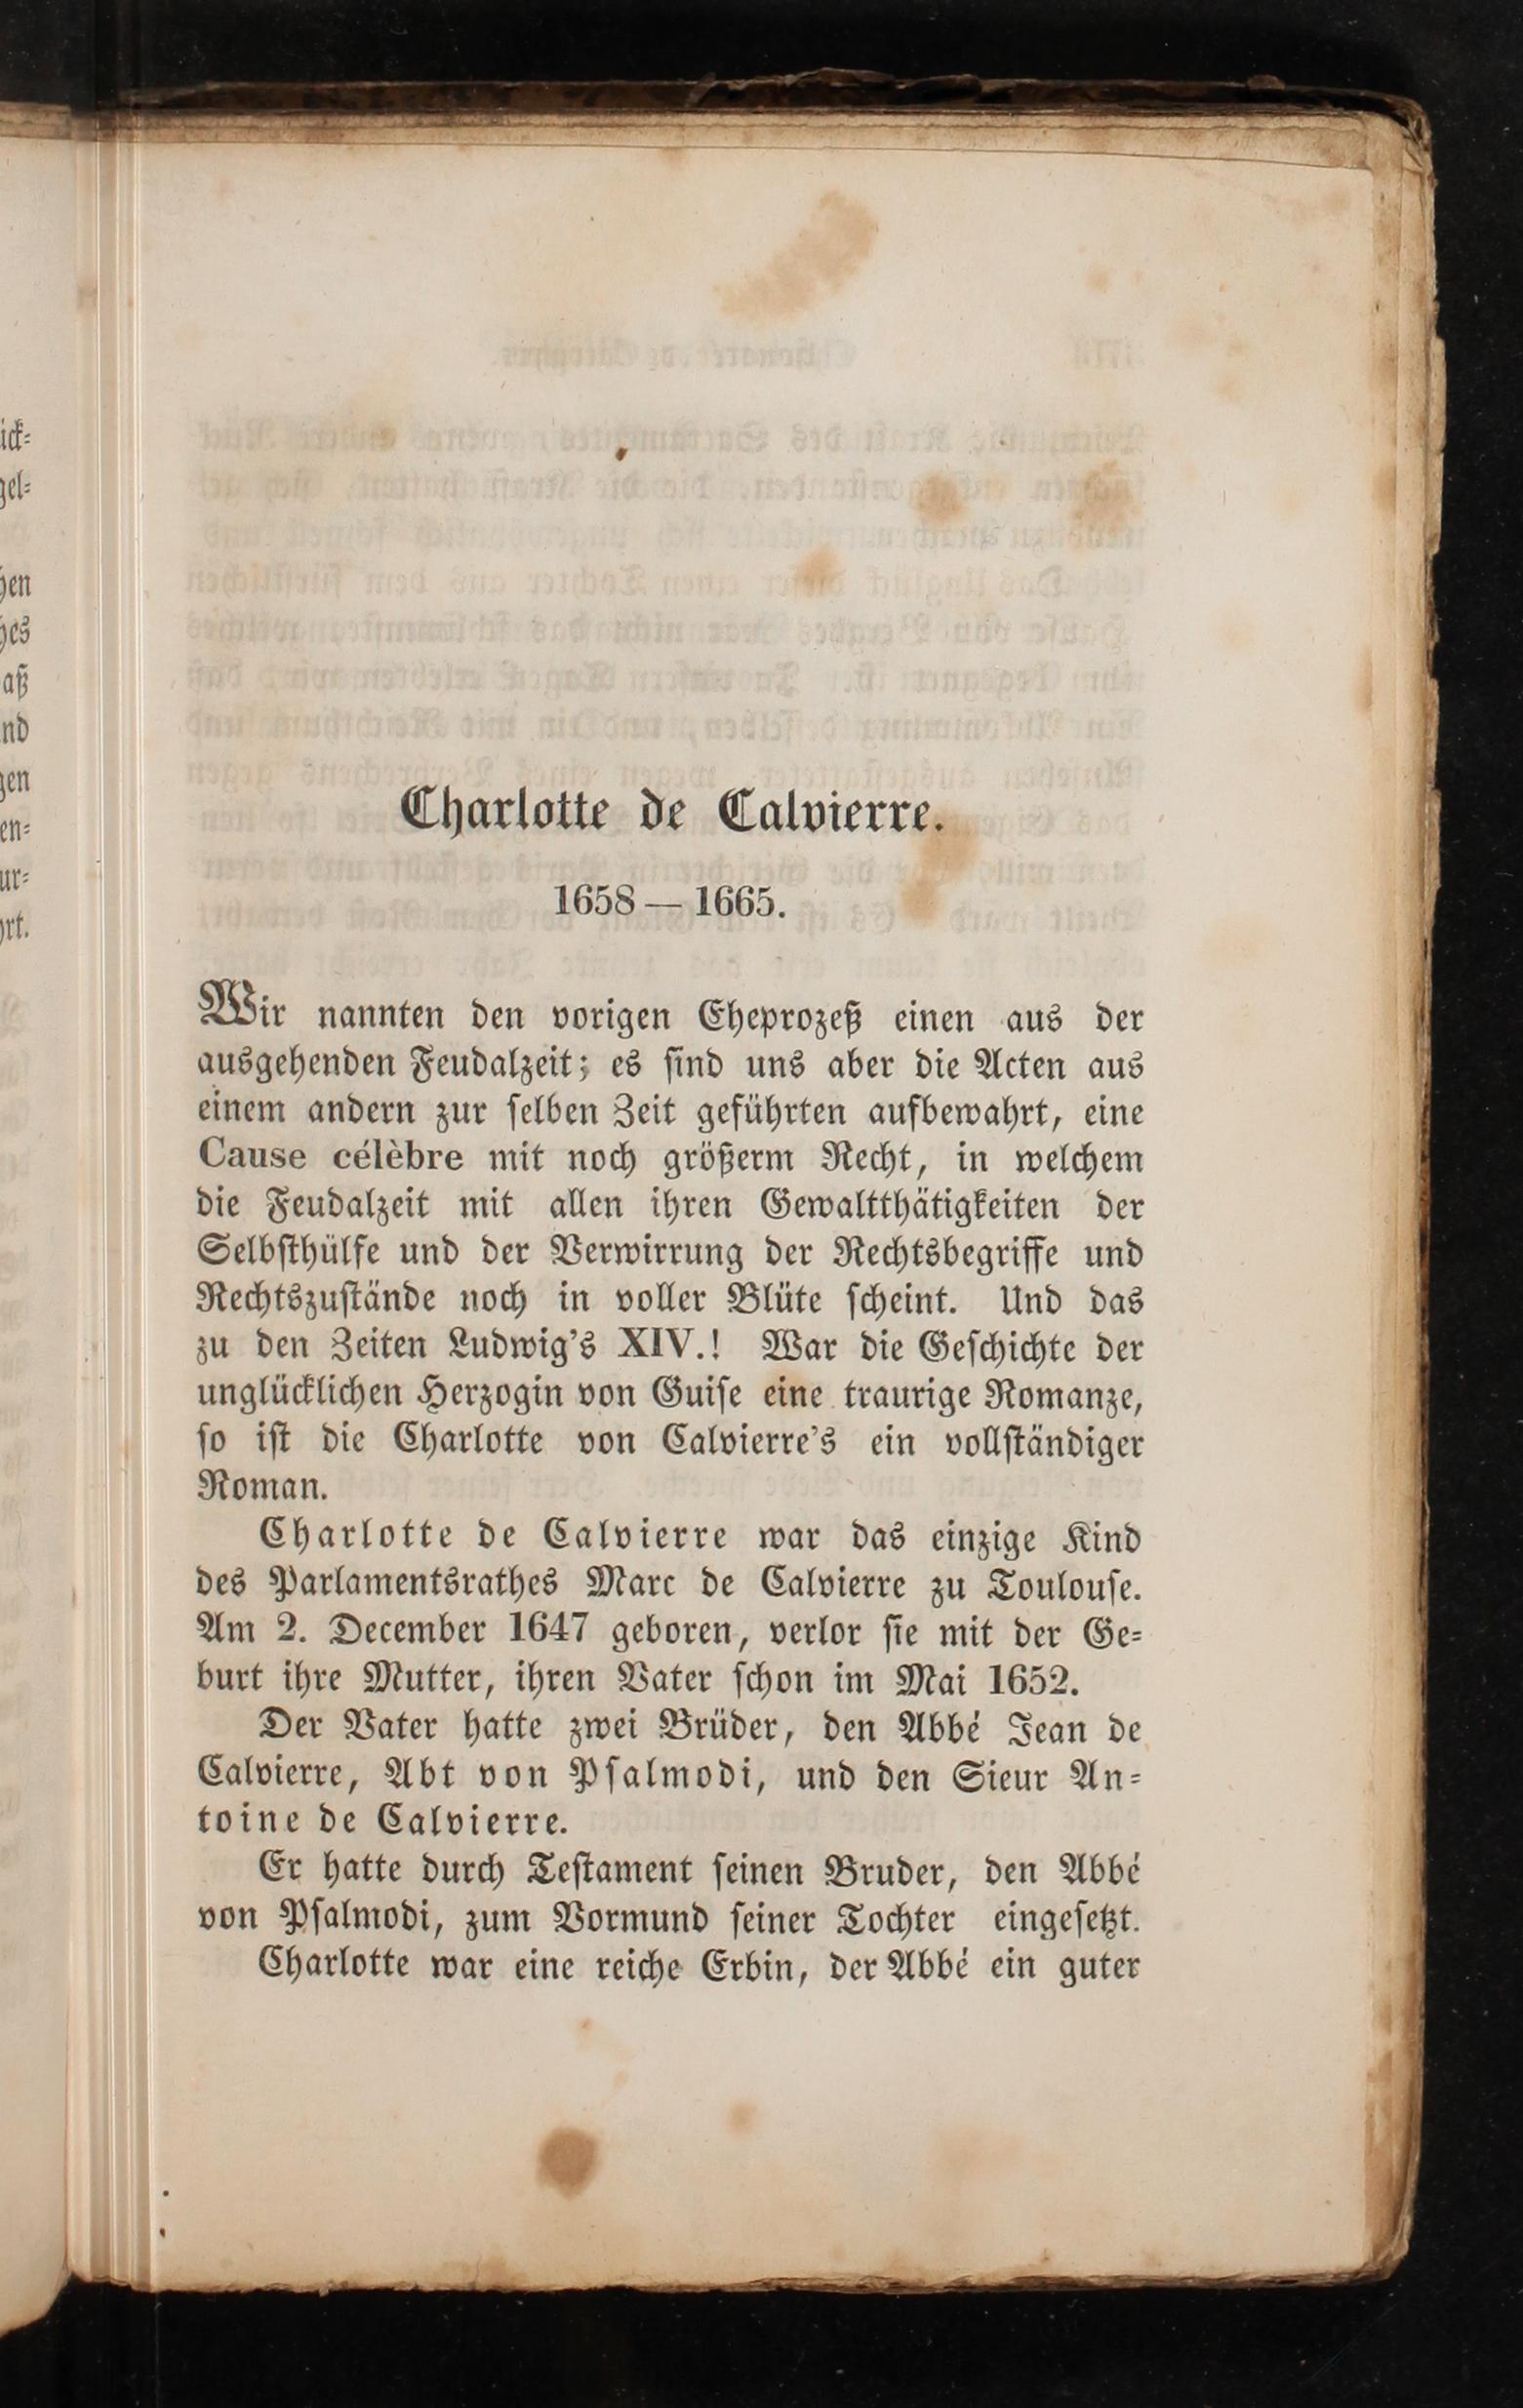 Charlotte de Calvierre.
1658 — 1665.
Wir nannten den vorigen Eheprozeß einen aus der
ausgehenden Feudalzeit; es ſind uns aber die Acten aus
einem andern zur ſelben Zeit geführten aufbewahrt, eine
Cause célèbre mit noch größerm Recht, in welchem
die Feudalzeit mit allen ihren Gewaltthätigkeiten der
Selbſthülfe und der Verwirrung der Rechtsbegriffe und
Rechtszuſtände noch in voller Blüte ſcheint. Und das
zu den Zeiten Ludwig's XIV.! War die Geſchichte der
unglücklichen Herzogin von Guiſe eine traurige Romanze,
ſo iſt die Charlotte von Calvierre's ein vollſtändiger
Roman.
Charlotte de Calvierre war das einzige Kind
des Parlamentsrathes Marc de Calvierre zu Toulouſe.
Am 2. December 1647 geboren, verlor ſie mit der Ge-
burt ihre Mutter, ihren Vater ſchon im Mai 1652.
Der Vater hatte zwei Brüder, den Abbé Jean de
Calvierre, Abt von Pſalmodi, und den Sieur An-
toine de Calvierre.
Er hatte durch Teſtament ſeinen Bruder, den Abbé
von Pſalmodi, zum Vormund ſeiner Tochter eingeſetzt.
Charlotte war eine reiche Erbin, der Abbé ein guter